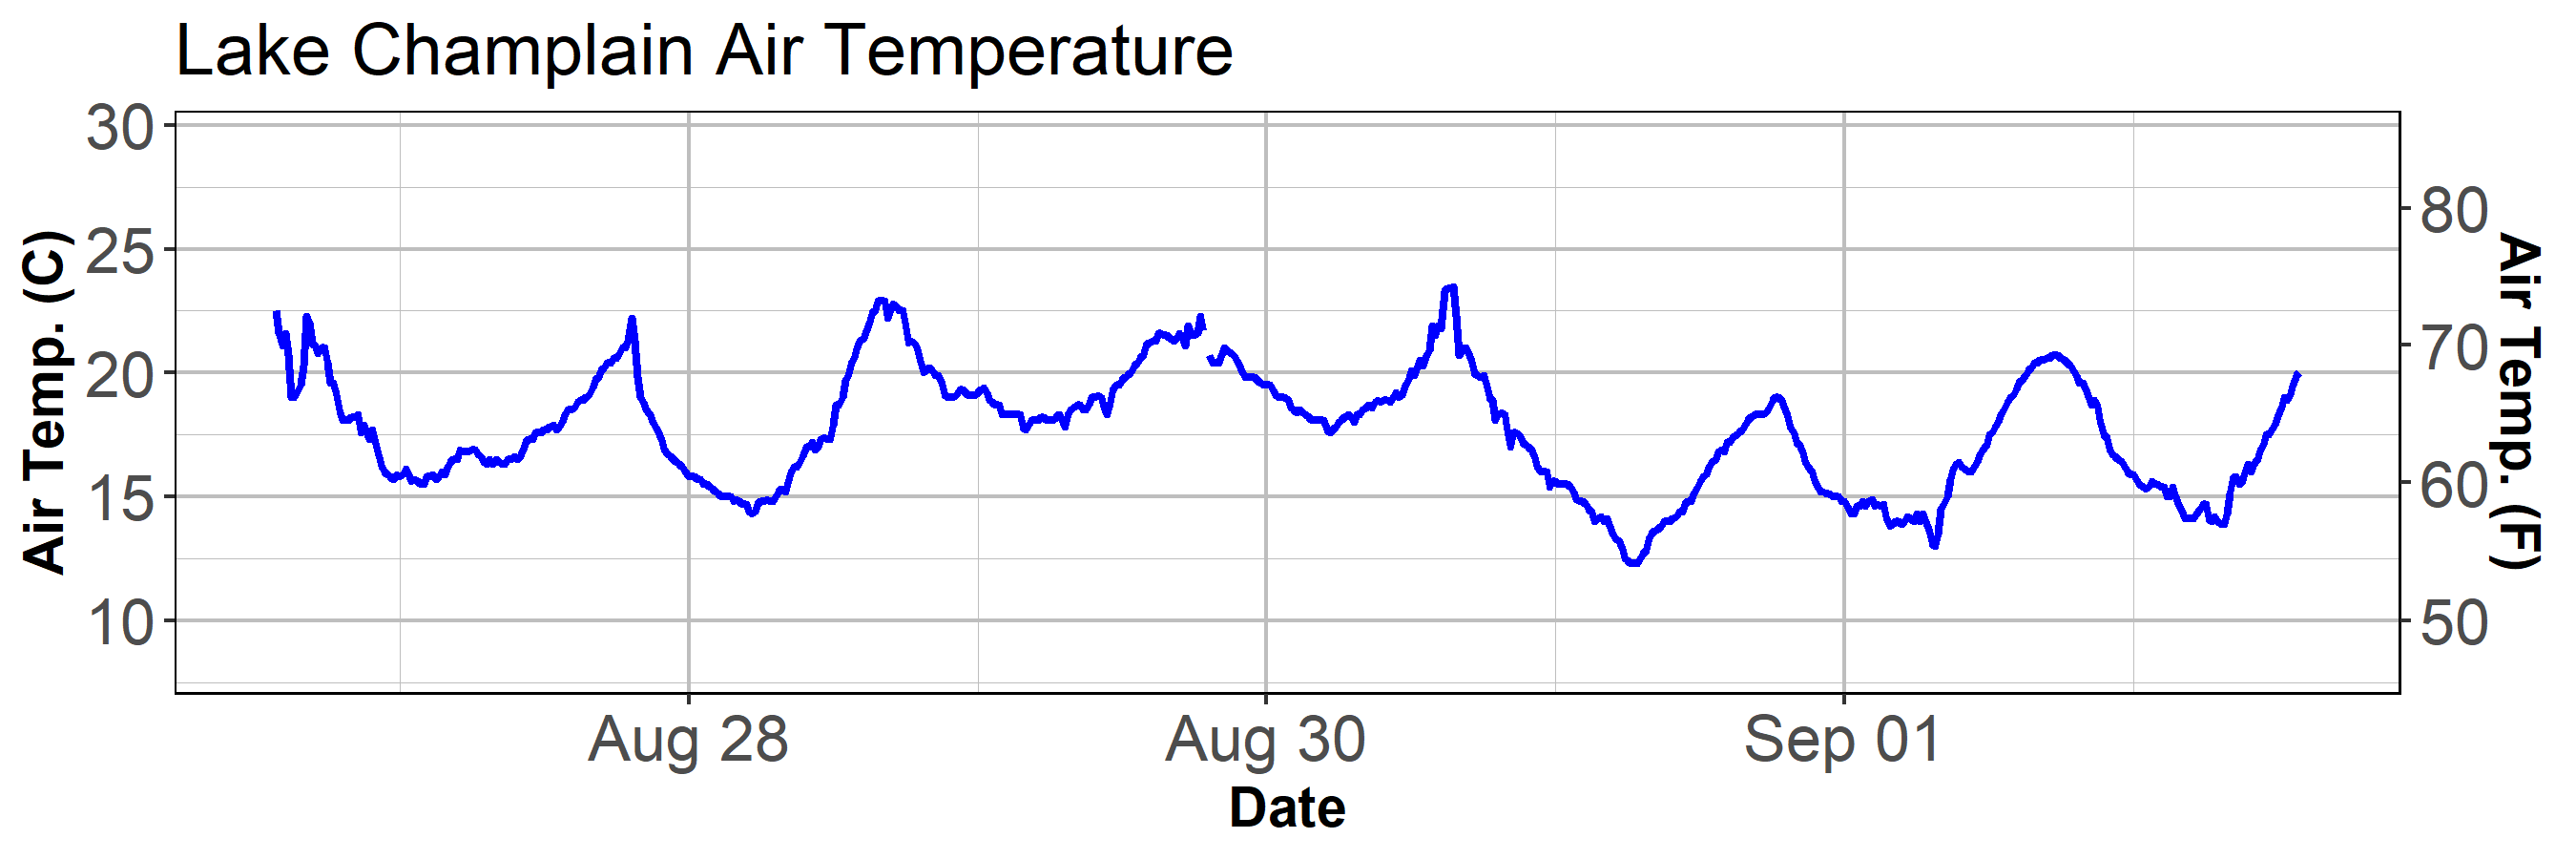 Lake Champlain Air Temperature
30
25
20
15
10
Air Temp. (C)
80
70
60
50
Air Temp. (F)
Aug 28
Aug 30
Sep 01
Date